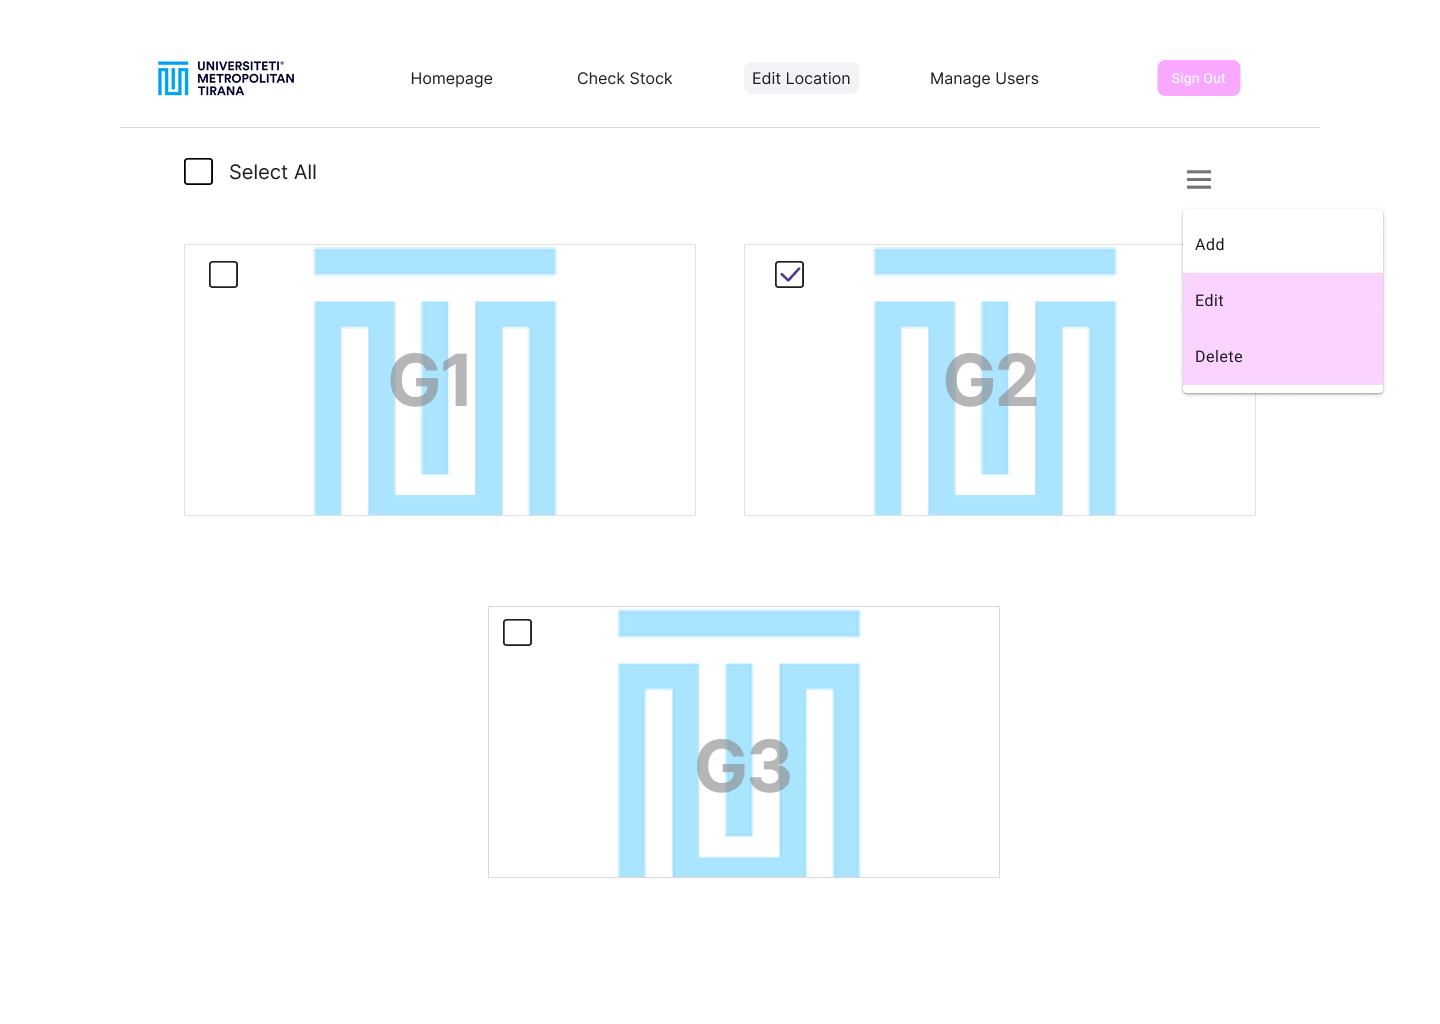 UNIVERSITETI®
METROPOLITAN
TIRANA
Homepage
Check Stock
Edit Location
Manage Users
Sign Out
Select All
Add
Edit
Delete
G1
G2
G3